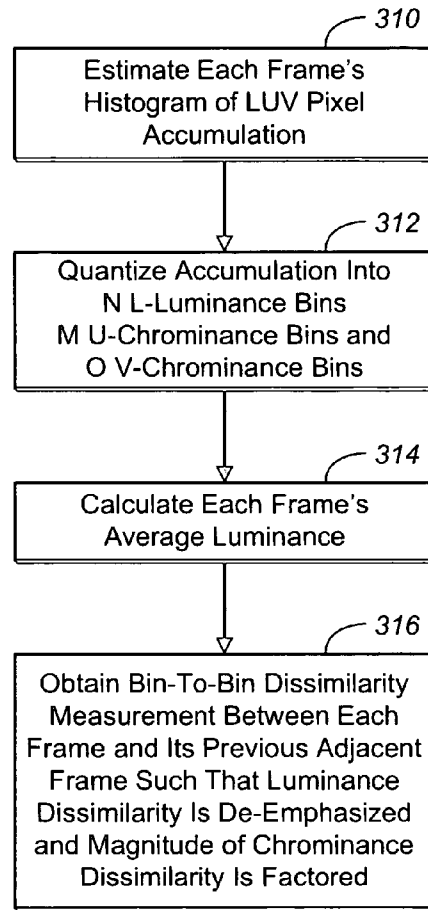 310
Estimate Each Frame's
Histogram of LUV Pixel
Accumulation
312
Quantize Accumulation Into
N L-Luminance Bins
M U-Chrominance Bins and
O V-Chrominance Bins
314
Calculate Each Frame's
Average Luminance
316
Obtain Bin-To-Bin Dissimilarity
Measurement Between Each
Frame and Its Previous Adjacent
Frame Such That Luminance
Dissimilarity Is De-Emphasized
and Magnitude of Chrominance
Dissimilarity Is Factored